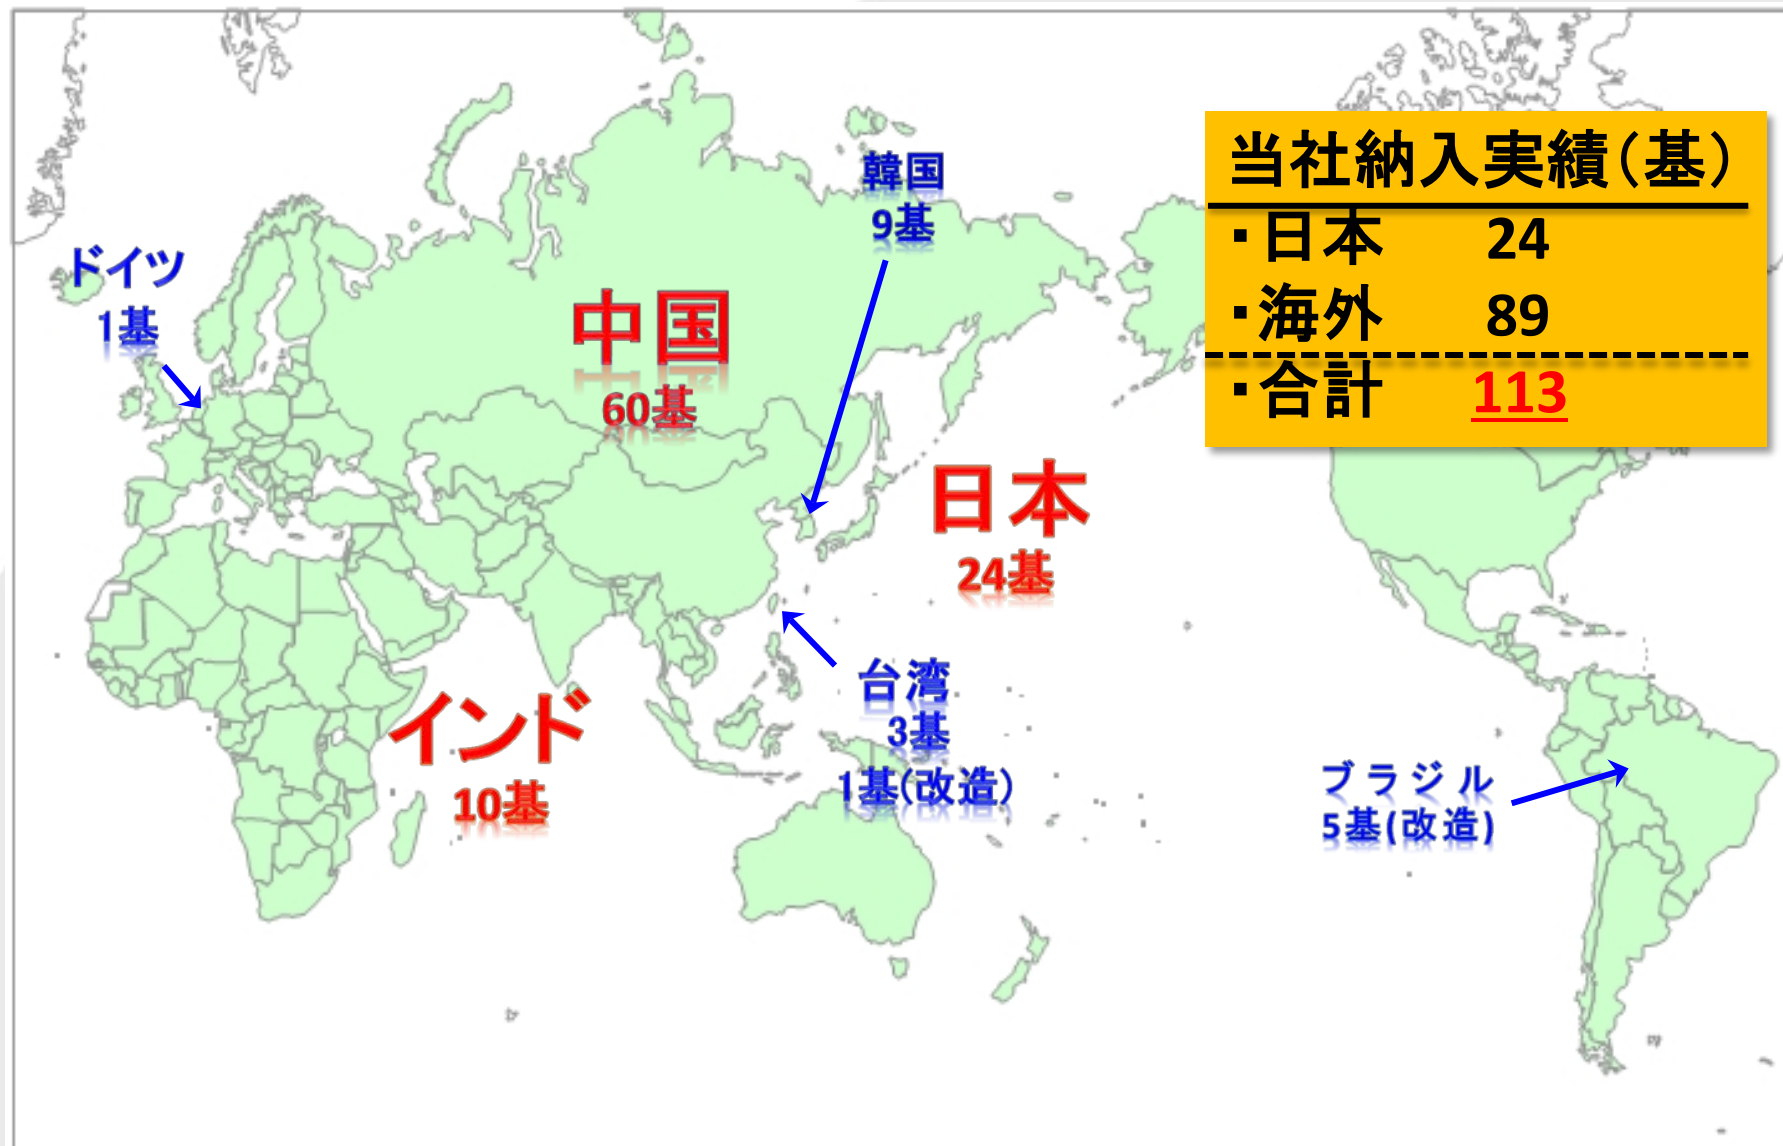 当社納入実績(基)
・日本 24
・海外 89
・合計 113
韓国
9基
ドイツ
1基
中国
60基
日本
24基
台湾
3基
1基(改造)
インド
10基
ブラジル
5基(改造)